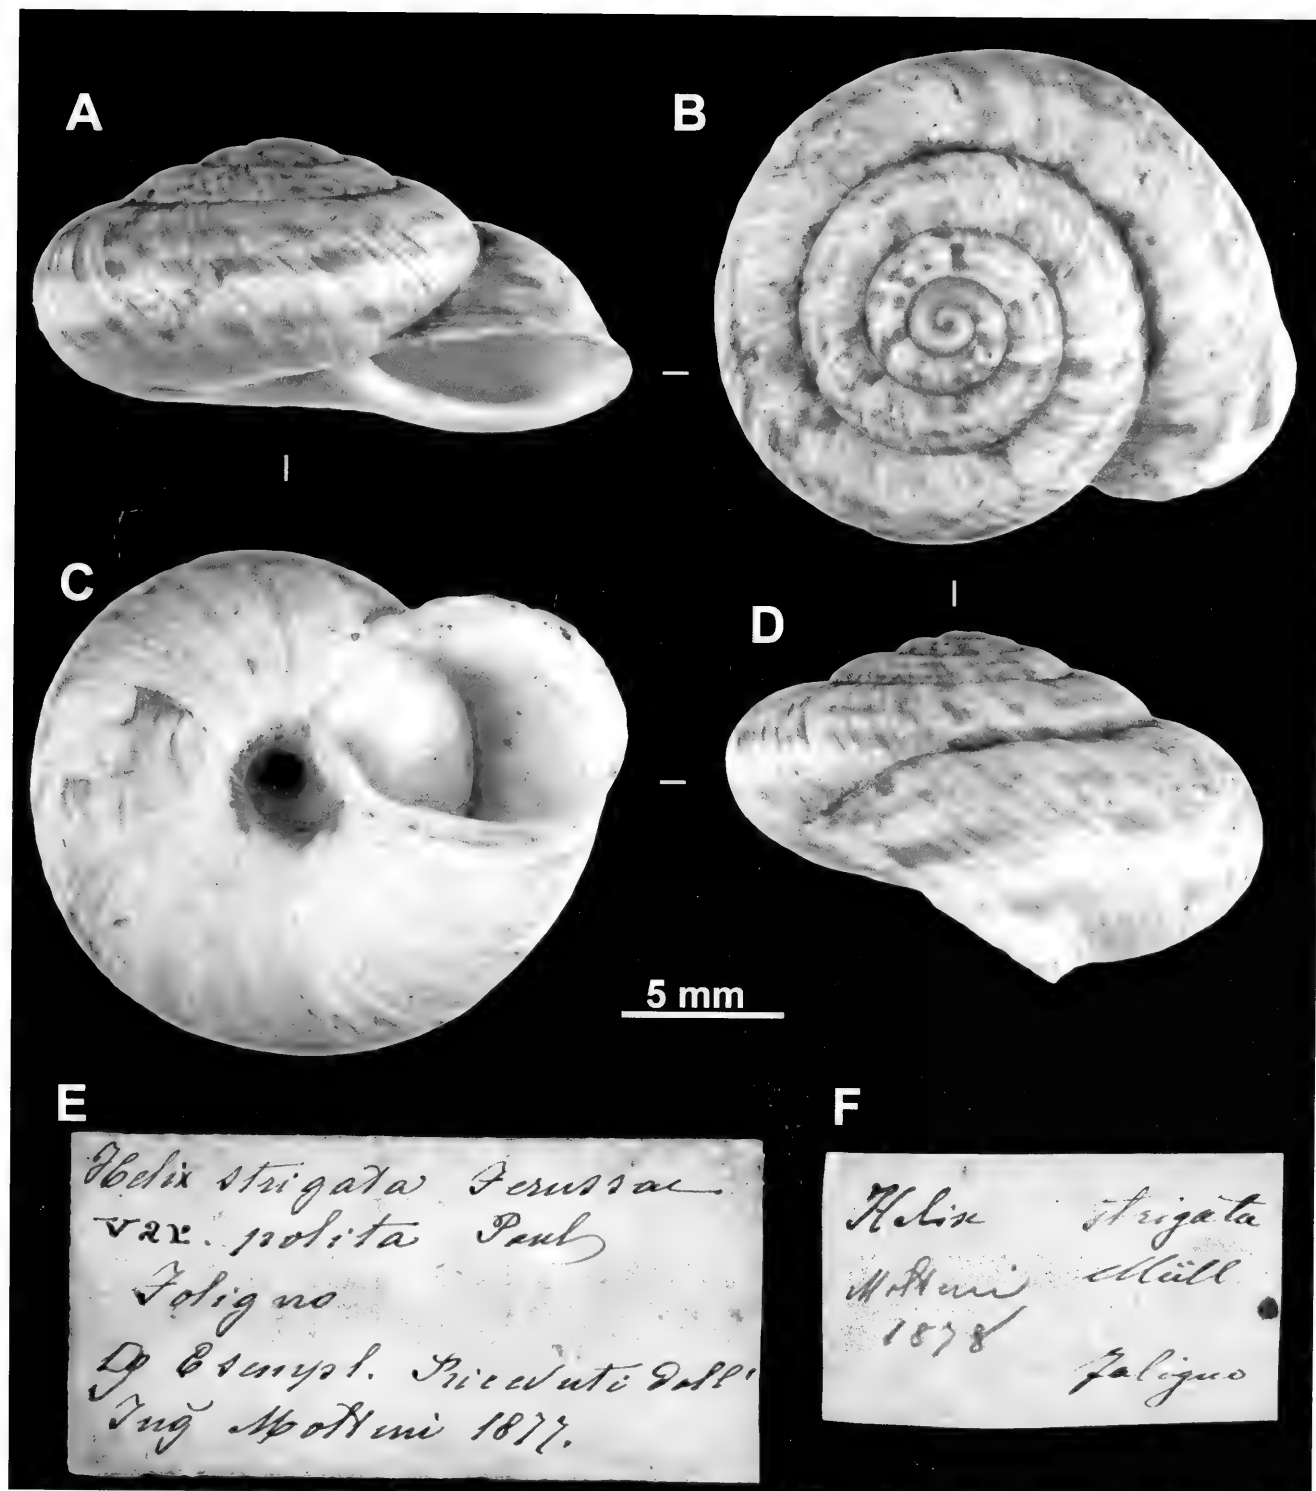 A
B
C
D
5 mm
E
Helix strigata Ferussac
var. polita Paul
Foligno
Esempl. Ricevuti dall'
Ing Mottini 1877.
F
Helix strigata
Müll
1878
Foligno